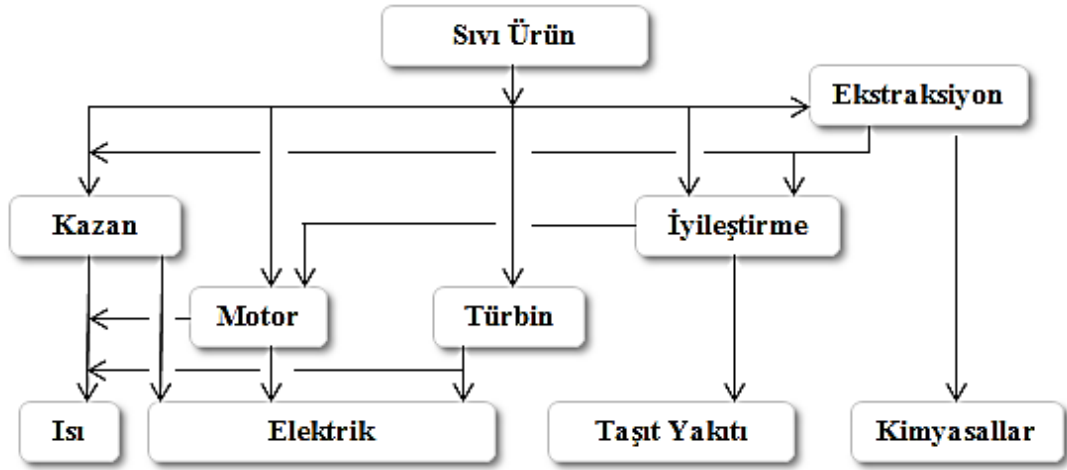 Sıvı Ürün
Ekstraksiyon
Kazan
İyileştirme
Motor
Türbin
Isı
Elektrik
Taşıt Yakıtı
Kimyasallar